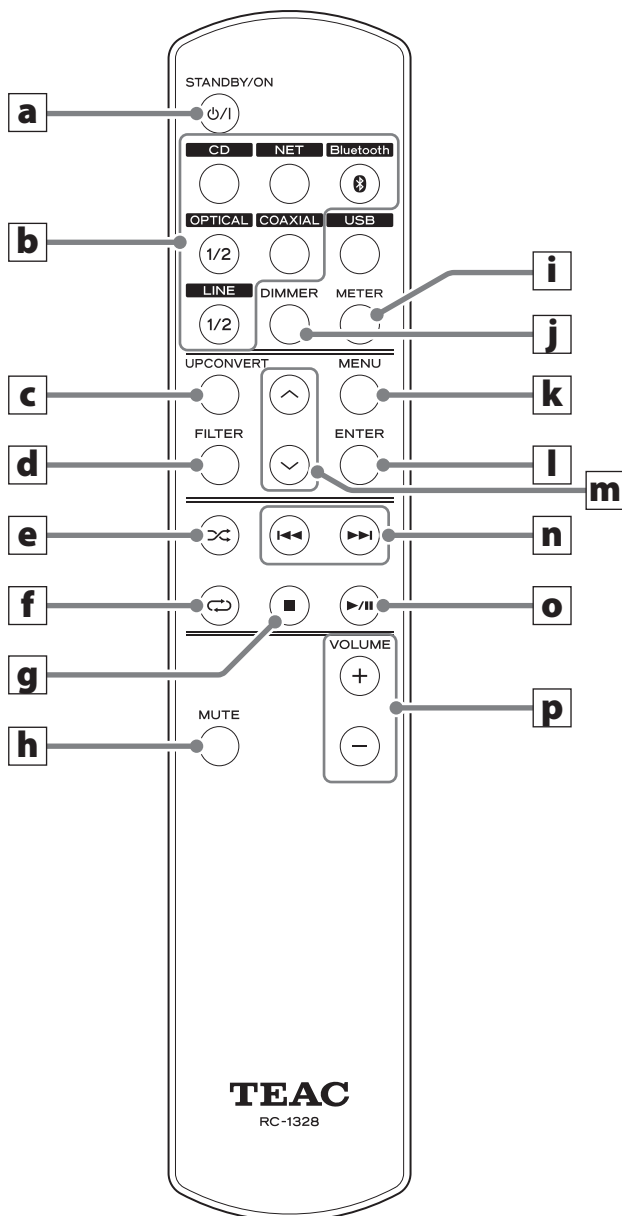 STANDBY/ON
a
CD NET Bluetooth
OPTICAL COAXIAL USB
b
1/2
i
LINE DIMMER METER
1/2
j
UPCONVERT MENU
c
k
FILTER ENTER
d
l
m
e
n
f
o
VOLUME
g
+
p
MUTE
h
−
TEAC
RC-1328